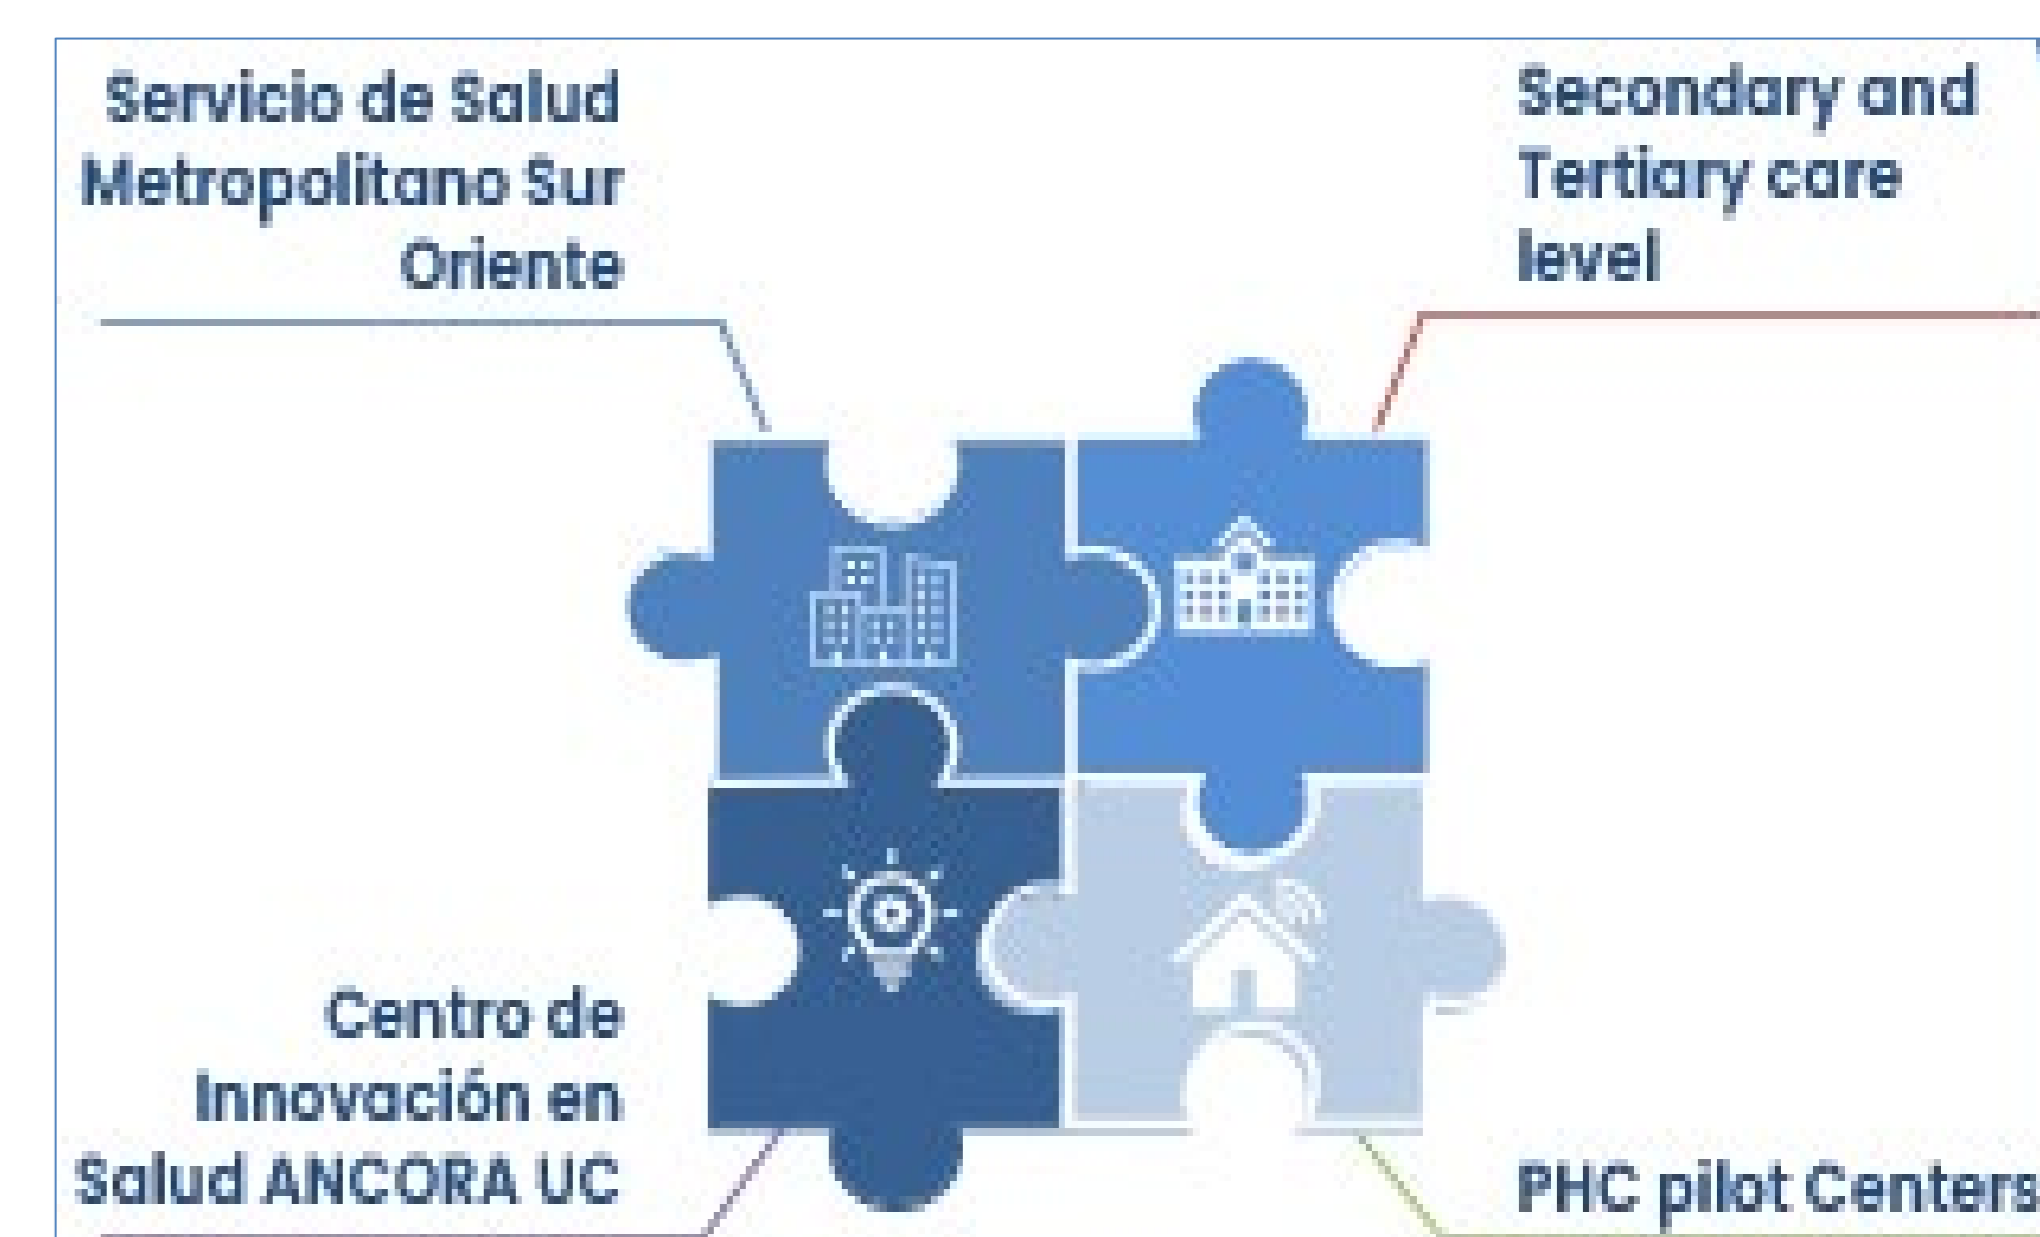 Servicio de Salud
Metropolitano Sur
Oriente
Secondary and
Tertiary care
level
Centro de
Innovación en
Salud ANCORA UC
PHC pilot Centers